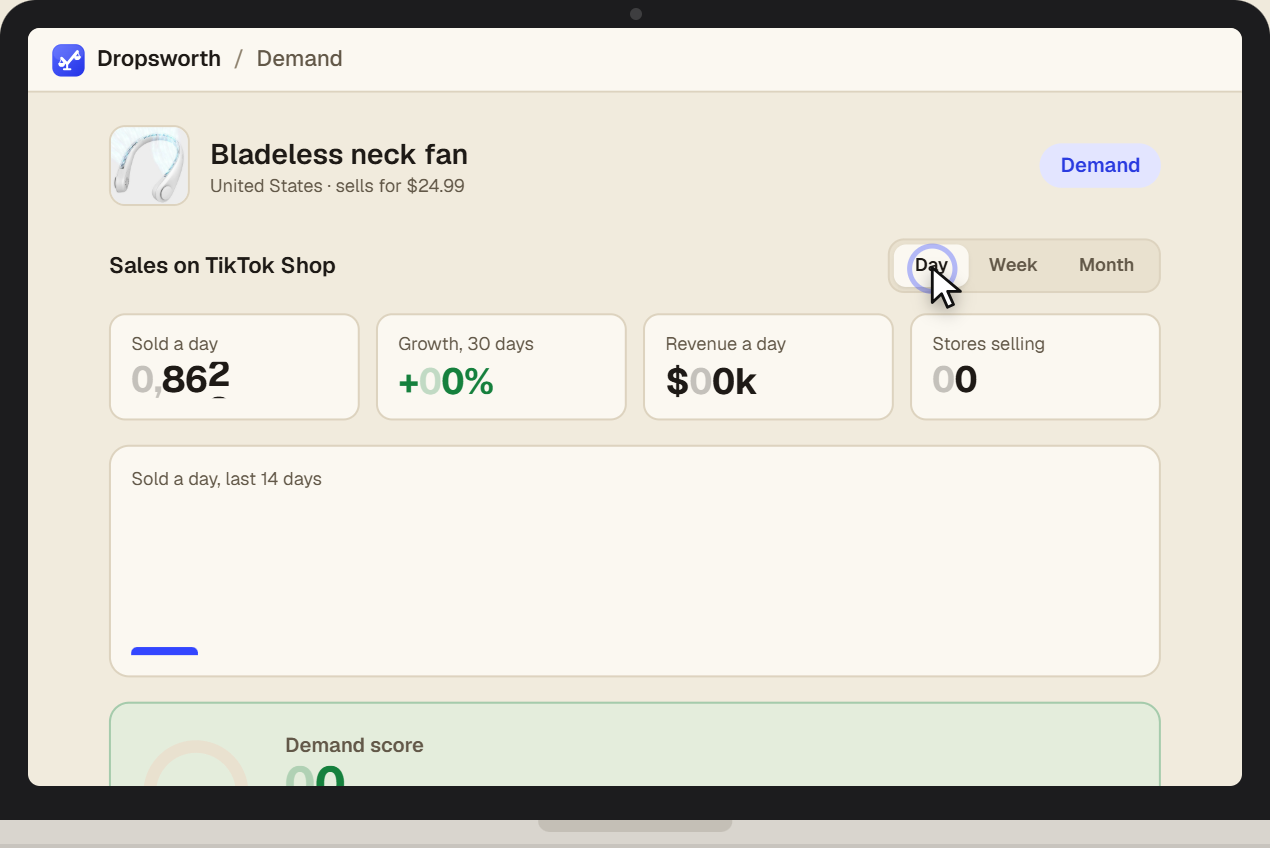 Dropsworth / Demand
Bladeless neck fan
United States · sells for $24.99
Demand
Sales on TikTok Shop
Day Week Month
Sold a day
0,862
Growth, 30 days
+00%
Revenue a day
$00k
Stores selling
00
Sold a day, last 14 days
Demand score
00